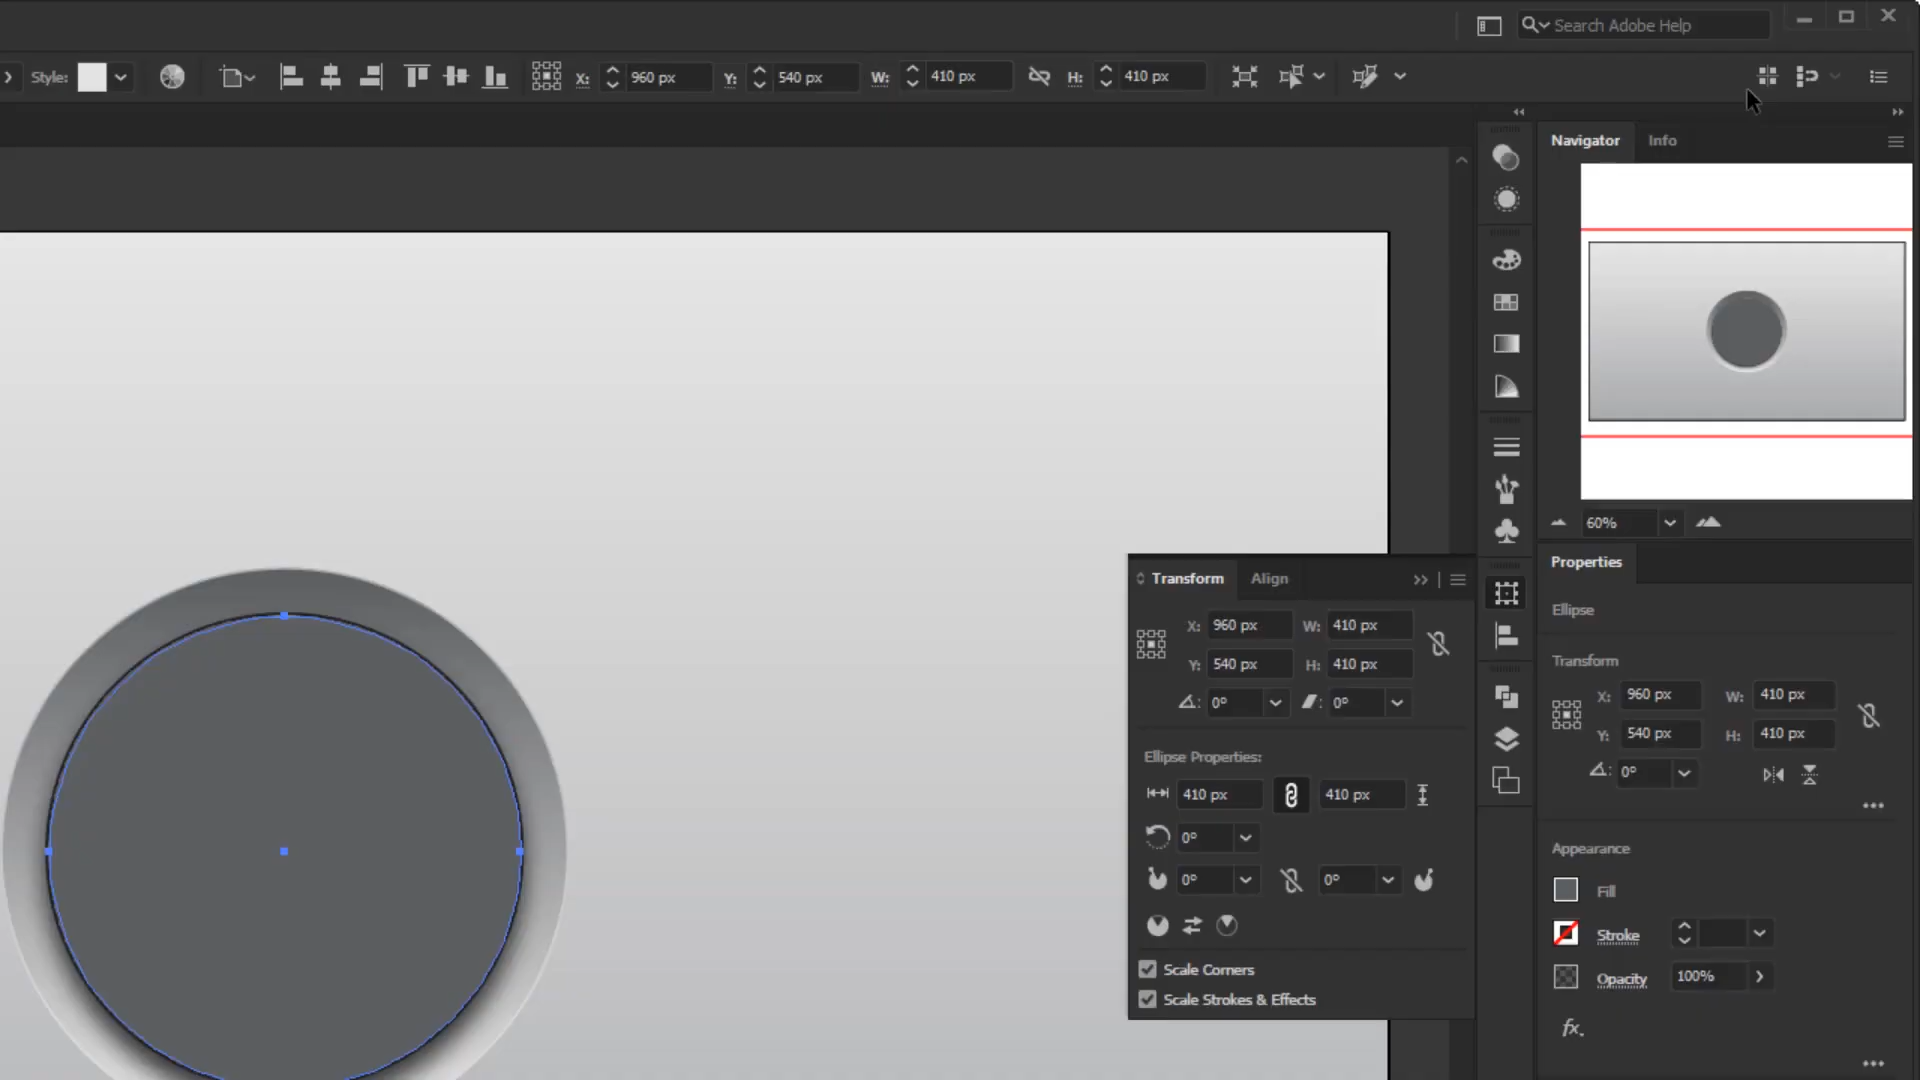 Search Adobe Help
Style: X: 960 px Y: 540 px W: 410 px H: 410 px
Navigator Info
60%
Properties
Ellipse
Transform
X: 960 px W: 410 px
Y: 540 px H: 410 px
0°
Appearance
Fill
Stroke
Opacity 100%
fx.
Transform Align
X: 960 px W: 410 px
Y: 540 px H: 410 px
0° 0°
Ellipse Properties:
410 px 410 px
0°
0° 0°
Scale Corners
Scale Strokes & Effects